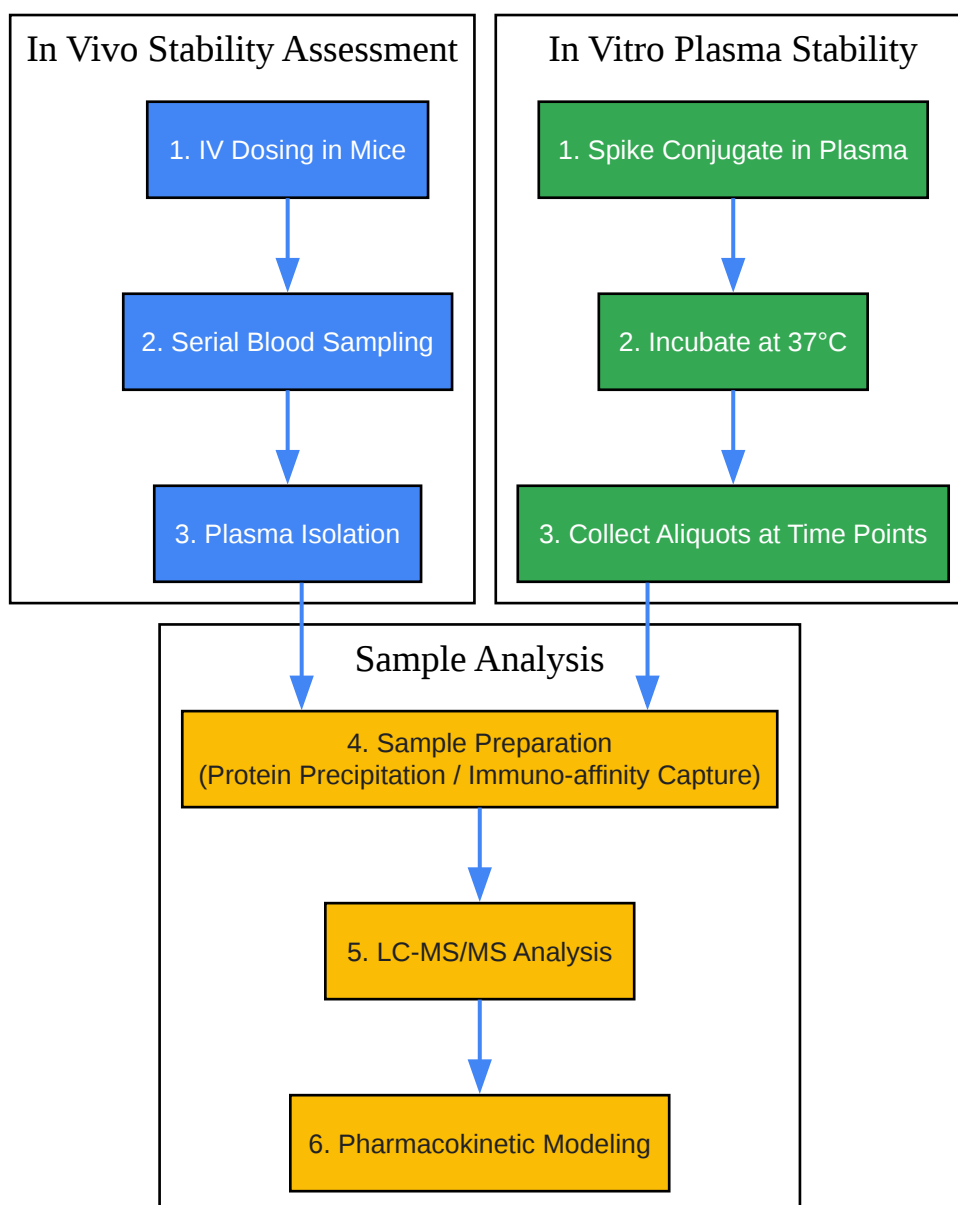 In Vivo Stability Assessment
1. IV Dosing in Mice
2. Serial Blood Sampling
3. Plasma Isolation
In Vitro Plasma Stability
1. Spike Conjugate in Plasma
2. Incubate at 37°C
3. Collect Aliquots at Time Points
Sample Analysis
4. Sample Preparation
(Protein Precipitation / Immuno-affinity Capture)
5. LC-MS/MS Analysis
6. Pharmacokinetic Modeling